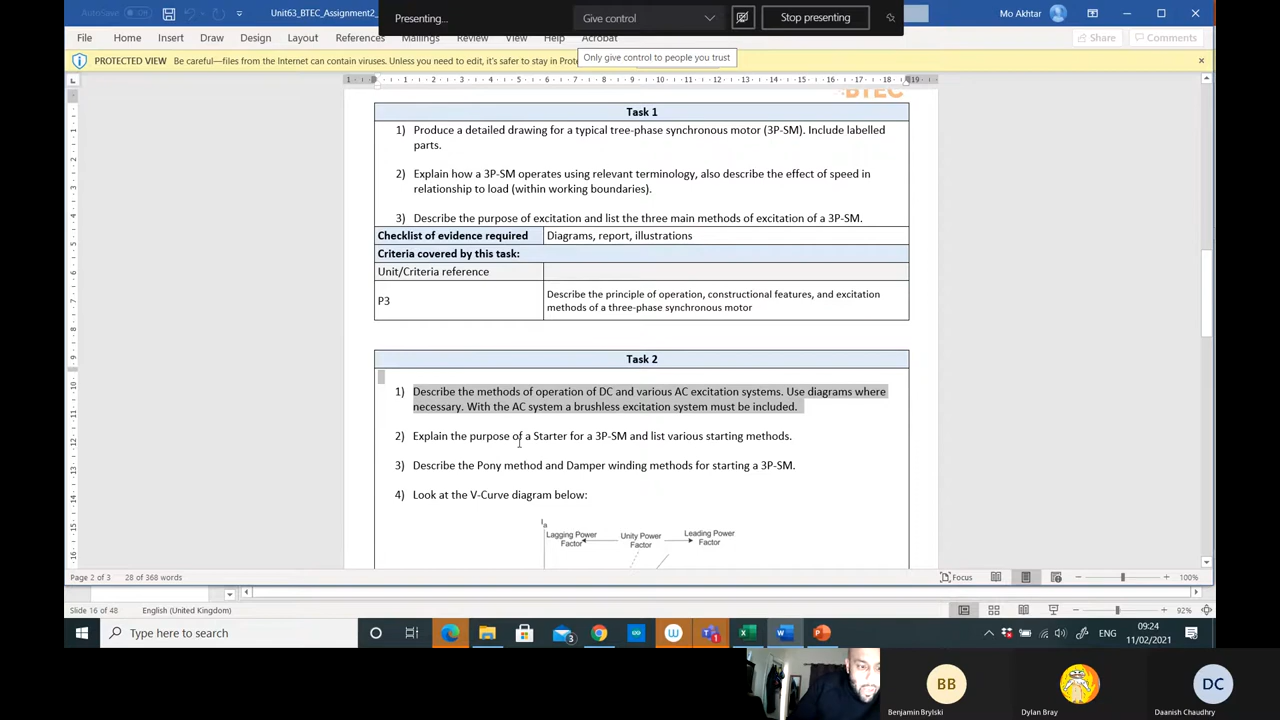 AutoSave Off Unit63_BTEC_Assignment2_ Mo Akhtar
Presenting... Give control Stop presenting
File Home Insert Draw Design Layout References Mailings Review View Help Acrobat Share Comments
Only give control to people you trust
PROTECTED VIEW Be careful—files from the Internet can contain viruses. Unless you need to edit, it's safer to stay in Prote
BTEC
Task 1
1) Produce a detailed drawing for a typical tree-phase synchronous motor (3P-SM). Include labelled
parts.
2) Explain how a 3P-SM operates using relevant terminology, also describe the effect of speed in
relationship to load (within working boundaries).
3) Describe the purpose of excitation and list the three main methods of excitation of a 3P-SM.
Checklist of evidence required Diagrams, report, illustrations
Criteria covered by this task:
Unit/Criteria reference
P3 Describe the principle of operation, constructional features, and excitation
methods of a three-phase synchronous motor
Task 2
1) Describe the methods of operation of DC and various AC excitation systems. Use diagrams where
necessary. With the AC system a brushless excitation system must be included.
2) Explain the purpose of a Starter for a 3P-SM and list various starting methods.
3) Describe the Pony method and Damper winding methods for starting a 3P-SM.
4) Look at the V-Curve diagram below:
Ia
Lagging Power Factor Unity Power Factor Leading Power Factor
Page 2 of 3 28 of 368 words Focus 100%
Slide 16 of 48 English (United Kingdom) 92%
Type here to search
3 1 ENG
09:24
11/02/2021
BB DC
Benjamin Brylski Dylan Bray Daanish Chaudhry